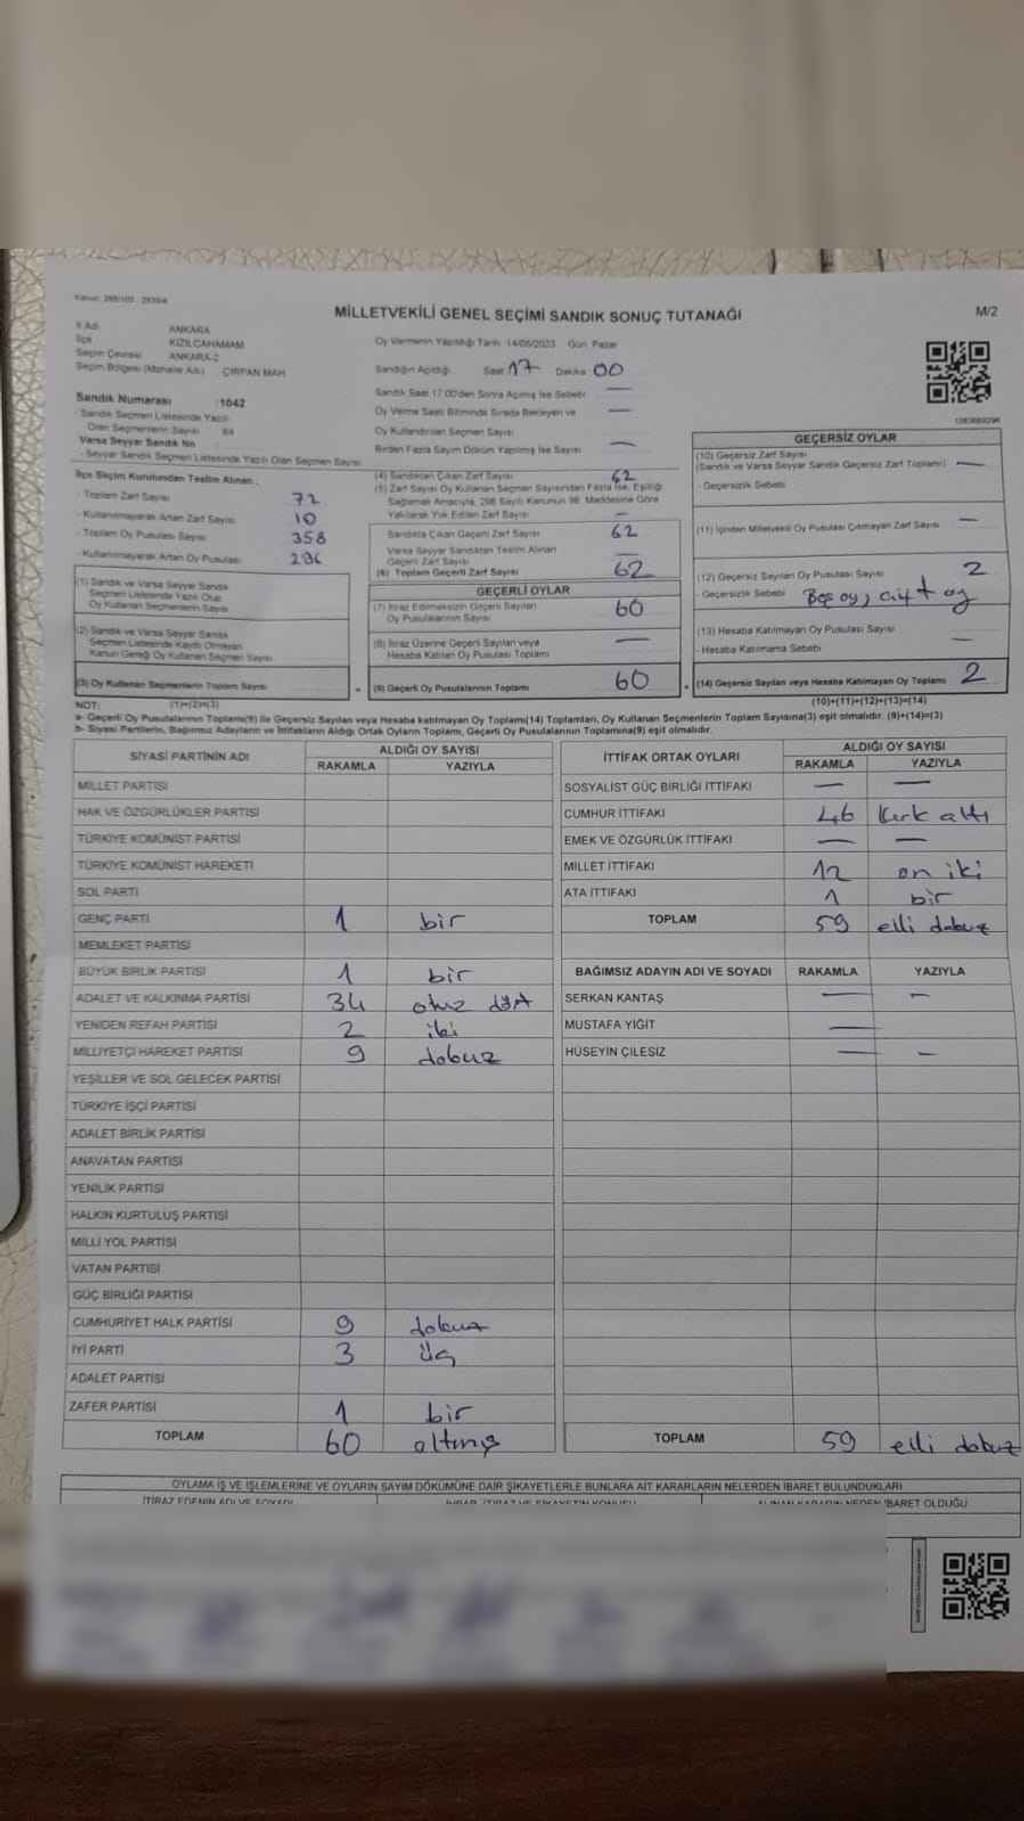 MİLLETVEKİLİ GENEL SEÇİMİ SANDIK SONUÇ TUTANAĞI
M/2
İli Adı ANKARA
İlçe KIZILCAHAMAM
Seçim Çevresi ANKARA-2
Seçim Bölgesi (Mahalle Adı) ÇIRPAN MAH
Sandık Numarası :1042
Sandık Seçmen Listesinde Yazılı
Olan Seçmenlerin Sayısı 64
Varsa Seyyar Sandık No
- Seyyar Sandık Seçmen Listesinde Yazılı Olan Seçmen Sayısı
İlçe Seçim Kurulundan Teslim Alınan
- Toplam Zarf Sayısı 72
- Kullanılmayarak Artan Zarf Sayısı 10
- Toplam Oy Pusulası Sayısı 358
- Kullanılmayarak Artan Oy Pusulası 296
(1) Sandık ve Varsa Seyyar Sandık
Seçmen Listesinde Yazılı Olup
Oy Kullanan Seçmenlerin Sayısı
(2) Sandık ve Varsa Seyyar Sandık
Seçmen Listesinde Kayıtlı Olmayan
Kanun Gereği Oy Kullanan Seçmen Sayısı
(3) Oy Kullanan Seçmenlerin Toplam Sayısı
(1)+(2)=(3)
Oy Vermenin Yapıldığı Tarih 14/05/2023 Gün Pazar
Sandığın Açıldığı Saat 17 Dakika 00
Sandık Saat 17.00'den Sonra Açılmış İse Sebebi —
Oy Verme Saati Bitiminde Sırada Bekleyen ve —
Oy Kullandırılan Seçmen Sayısı
Birden Fazla Sayım Döküm Yapılmış İse Sayısı —
(4) Sandıktan Çıkan Zarf Sayısı 62
(5) Zarf Sayısı Oy Kullanan Seçmen Sayısından Fazla İse, Eşitliği
Sağlamak Amacıyla, 298 Sayılı Kanunun 98. Maddesine Göre
Yakılarak Yok Edilen Zarf Sayısı —
Sandıkta Çıkan Geçerli Zarf Sayısı 62
Varsa Seyyar Sandıktan Teslim Alınan
Geçerli Zarf Sayısı —
(6) Toplam Geçerli Zarf Sayısı 62
GEÇERLİ OYLAR
(7) İtiraz Edilmeksizin Geçerli Sayılan
Oy Pusulalarının Sayısı 60
(8) İtiraz Üzerine Geçerli Sayılan veya
Hesaba Katılan Oy Pusulası Toplamı —
(9) Geçerli Oy Pusulalarının Toplamı 60
GEÇERSİZ OYLAR
(10) Geçersiz Zarf Sayısı
(Sandık ve Varsa Seyyar Sandık Geçersiz Zarf Toplamı) —
- Geçersizlik Sebebi
(11) İçinden Milletvekili Oy Pusulası Çıkmayan Zarf Sayısı —
(12) Geçersiz Sayılan Oy Pusulası Sayısı 2
- Geçersizlik Sebebi Boş oy, çift oy
(13) Hesaba Katılmayan Oy Pusulası Sayısı —
- Hesaba Katılmama Sebebi
(14) Geçersiz Sayılan veya Hesaba Katılmayan Oy Toplamı 2
(10)+(11)+(12)+(13)=(14)
NOT:
a- Geçerli Oy Pusulalarının Toplamı(9) ile Geçersiz Sayılan veya Hesaba katılmayan Oy Toplamı(14) Toplamları, Oy Kullanan Seçmenlerin Toplam Sayısına(3) eşit olmalıdır. (9)+(14)=(3)
b- Siyasi Partilerin, Bağımsız Adayların ve İttifakların Aldığı Ortak Oyların Toplamı, Geçerli Oy Pusulalarının Toplamına(9) eşit olmalıdır.
SİYASİ PARTİNİN ADI ALDIĞI OY SAYISI
RAKAMLA YAZIYLA
MİLLET PARTİSİ
HAK VE ÖZGÜRLÜKLER PARTİSİ
TÜRKİYE KOMÜNİST PARTİSİ
TÜRKİYE KOMÜNİST HAREKETİ
SOL PARTİ
GENÇ PARTİ 1 bir
MEMLEKET PARTİSİ
BÜYÜK BİRLİK PARTİSİ 1 bir
ADALET VE KALKINMA PARTİSİ 34 otuz dört
YENİDEN REFAH PARTİSİ 2 iki
MİLLİYETÇİ HAREKET PARTİSİ 9 dokuz
YEŞİLLER VE SOL GELECEK PARTİSİ
TÜRKİYE İŞÇİ PARTİSİ
ADALET BİRLİK PARTİSİ
ANAVATAN PARTİSİ
YENİLİK PARTİSİ
HALKIN KURTULUŞ PARTİSİ
MİLLİ YOL PARTİSİ
VATAN PARTİSİ
GÜÇ BİRLİĞİ PARTİSİ
CUMHURİYET HALK PARTİSİ 9 dokuz
İYİ PARTİ 3 üç
ADALET PARTİSİ
ZAFER PARTİSİ 1 bir
TOPLAM 60 altmış
İTTİFAK ORTAK OYLARI ALDIĞI OY SAYISI
RAKAMLA YAZIYLA
SOSYALİST GÜÇ BİRLİĞİ İTTİFAKI — —
CUMHUR İTTİFAKI 46 kırk altı
EMEK VE ÖZGÜRLÜK İTTİFAKI — —
MİLLET İTTİFAKI 12 on iki
ATA İTTİFAKI 1 bir
TOPLAM 59 elli dokuz
BAĞIMSIZ ADAYIN ADI VE SOYADI RAKAMLA YAZIYLA
SERKAN KANTAŞ — —
MUSTAFA YİĞİT —
HÜSEYİN ÇİLESİZ — —
TOPLAM 59 elli dokuz
OYLAMA İŞ VE İŞLEMLERİNE VE OYLARIN SAYIM DÖKÜMÜNE DAİR ŞİKAYETLERLE BUNLARA AİT KARARLARIN NELERDEN İBARET BULUNDUKLARI
İTİRAZ EDENİN ADI VE SOYADI
ALINAN KARARIN NEDEN İBARET OLDUĞU